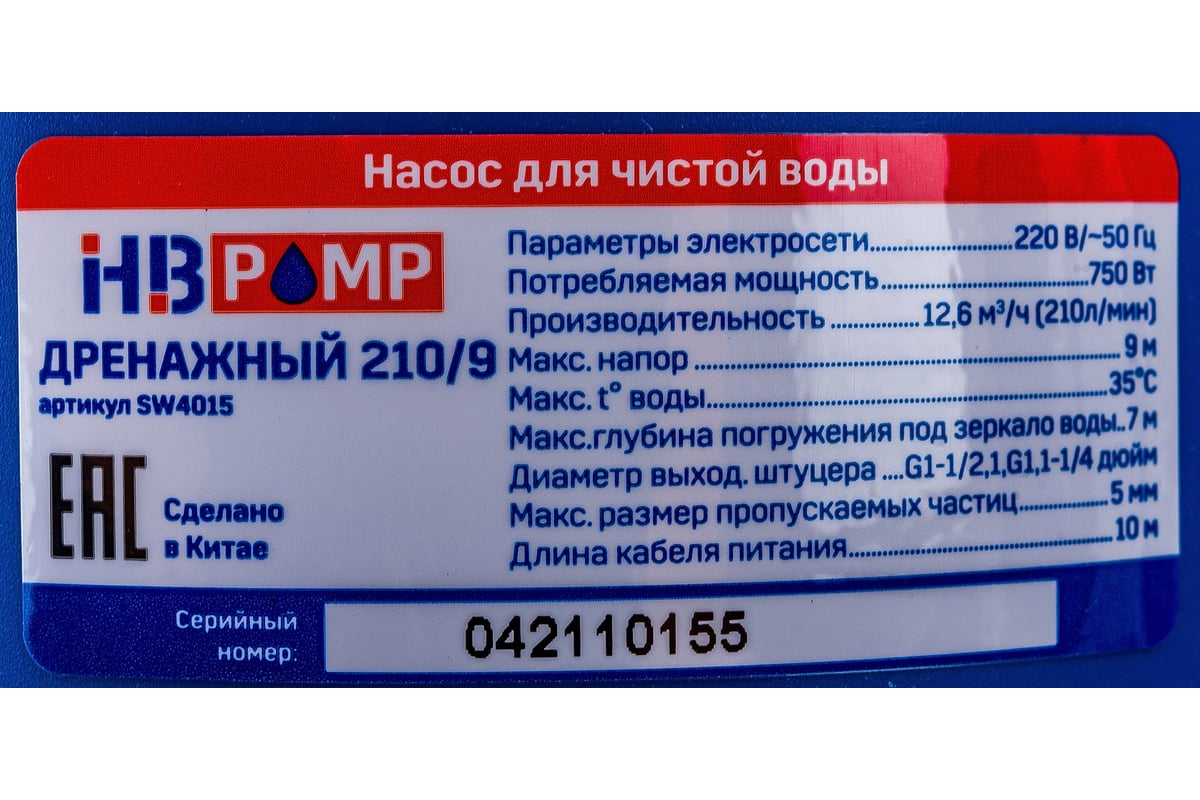 Насос для чистой воды
HB POMP
ДРЕНАЖНЫЙ 210/9
артикул SW4015
EAC
Сделано
в Китае
Параметры электросети.....................220 В/~50 Гц
Потребляемая мощность...............................750 Вт
Производительность .............12,6 м³/ч (210л/мин)
Макс. напор ................................................................9 м
Макс. t° воды............................................................35°C
Макс.глубина погружения под зеркало воды..7 м
Диаметр выход. штуцера ....G1-1/2,1,G1,1-1/4 дюйм
Макс. размер пропускаемых частиц..............5 мм
Длина кабеля питания.......................................10 м
Серийный
номер:
042110155